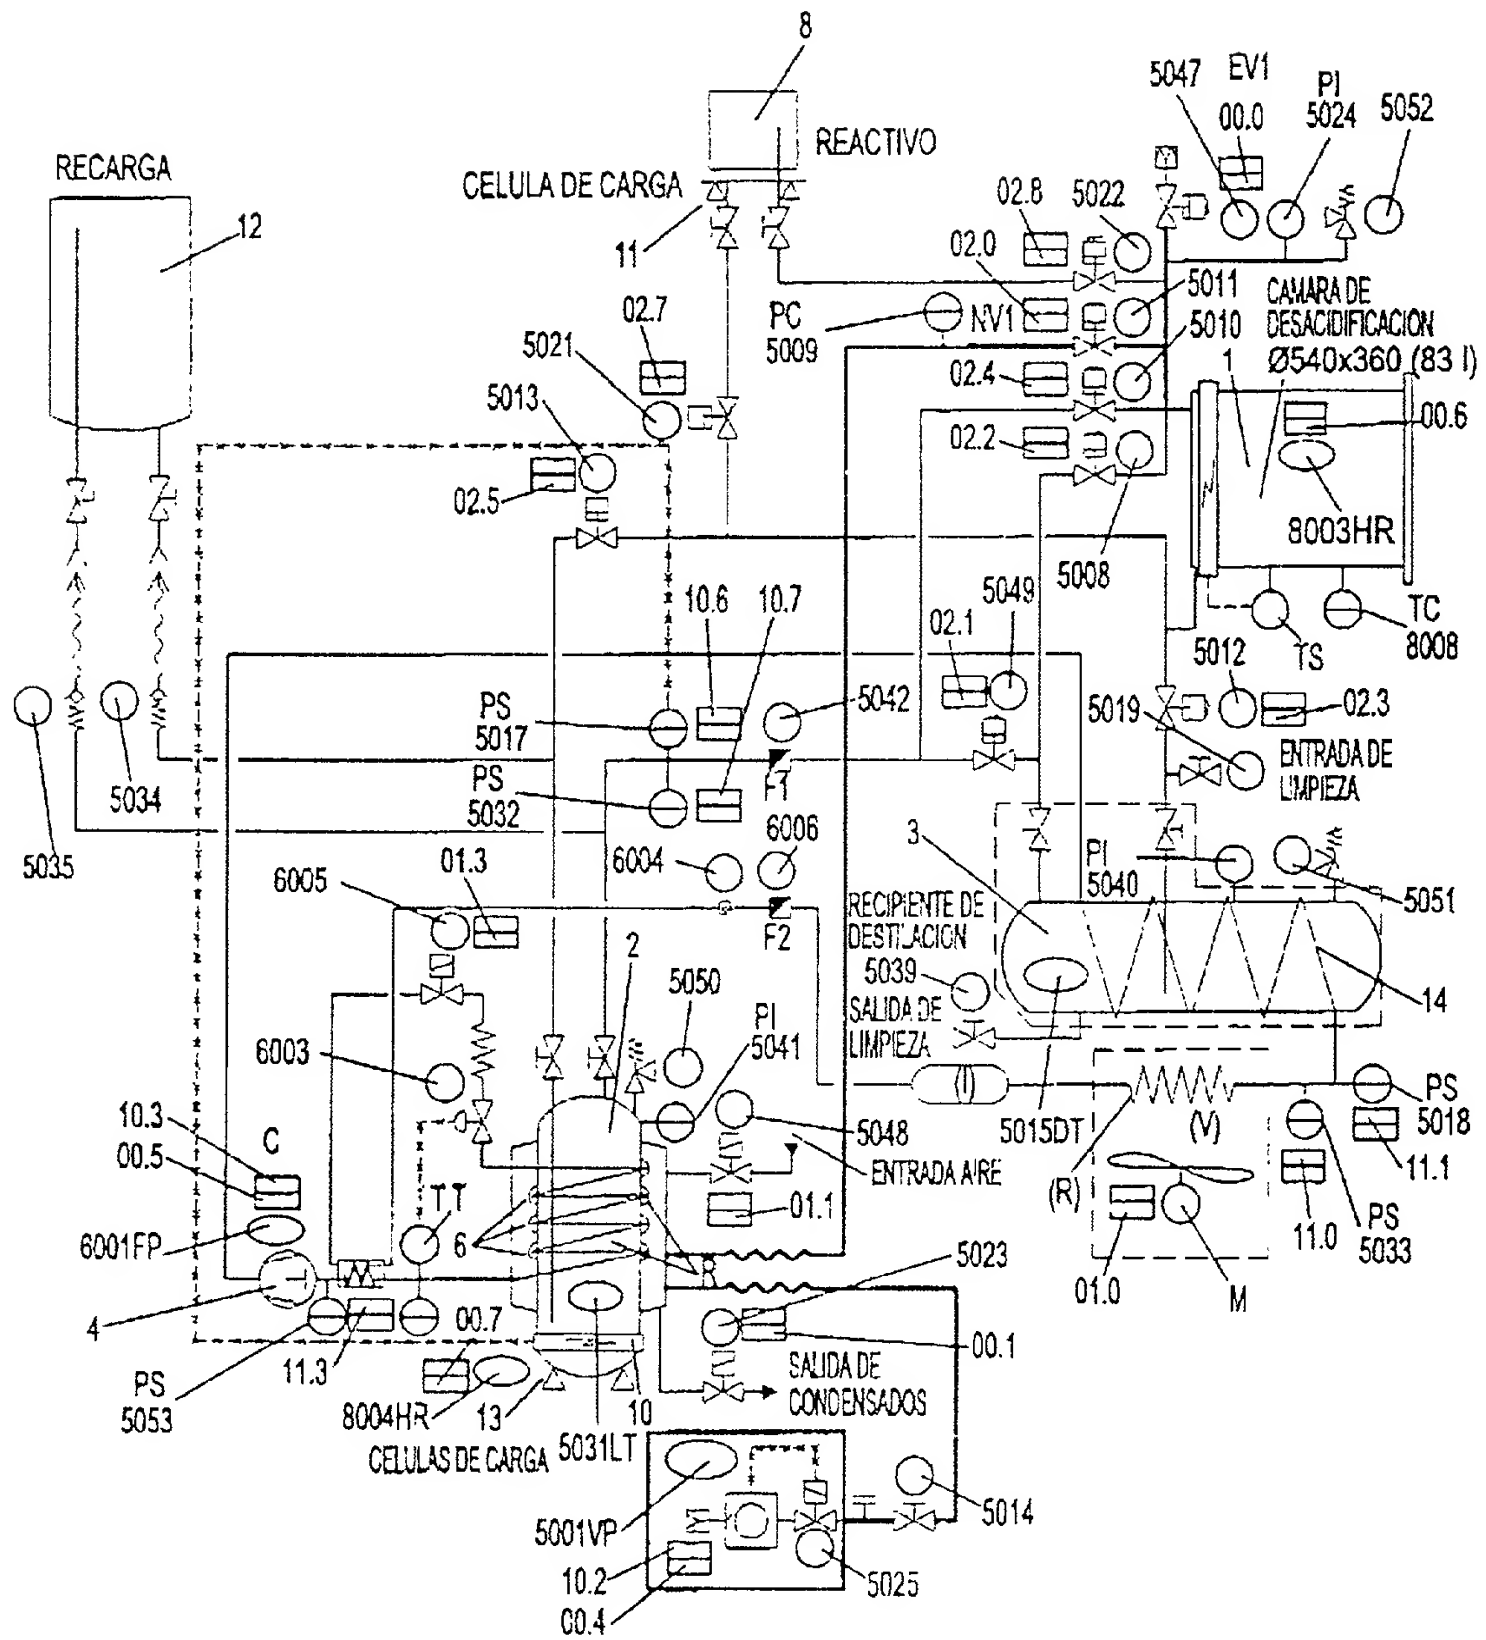 8
5047
EV1
00.0
PI
5024
5052
RECARGA
REACTIVO
CELULA DE CARGA
02.8
5022
12
11
02.0
5011
CAMARA DE
DESACIDIFICACION
Ø540x360 (83 l)
02.7
PC
5009
NV1
5010
1
5021
5013
02.4
00.6
02.2
02.5
8003HR
5008
10.6
10.7
5049
02.1
TC
8008
TS
5012
PS
5017
5042
5019
02.3
ENTRADA DE
LIMPIEZA
5034
PS
5032
F1
5035
01.3
6004
6006
3
PI
5040
6005
5051
RECIPIENTE DE
DESTILACION
F2
2
5039
14
5050
SALIDA DE
LIMPIEZA
PI
5041
6003
10.3
C
00.5
5048
5015DT
(V)
PS
5018
ENTRADA AIRE
(R)
11.1
TT
6
01.1
6001FP
11.0
PS
5033
5023
01.0
M
4
00.7
00.1
11.3
SALIDA DE
CONDENSADOS
PS
5053
8004HR
13
10
CELULAS DE CARGA
5031LT
5001VP
5014
10.2
5025
00.4